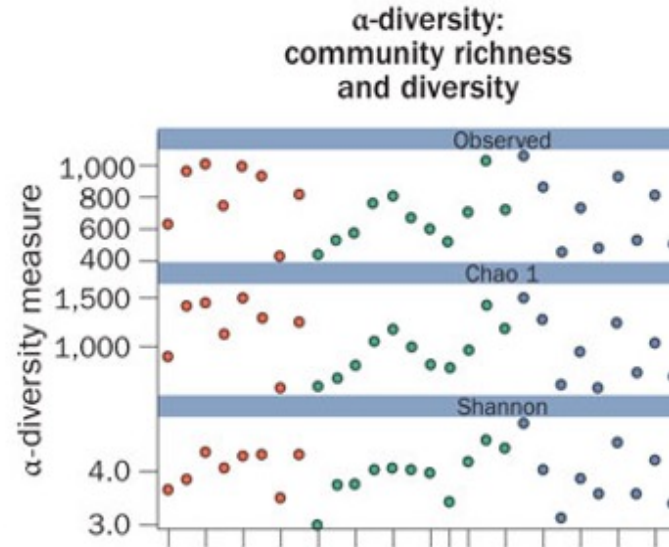 α-diversity:
community richness
and diversity
α-diversity measure
Observed
1,000
800
600
400
Chao 1
1,500
1,000
Shannon
4.0
3.0